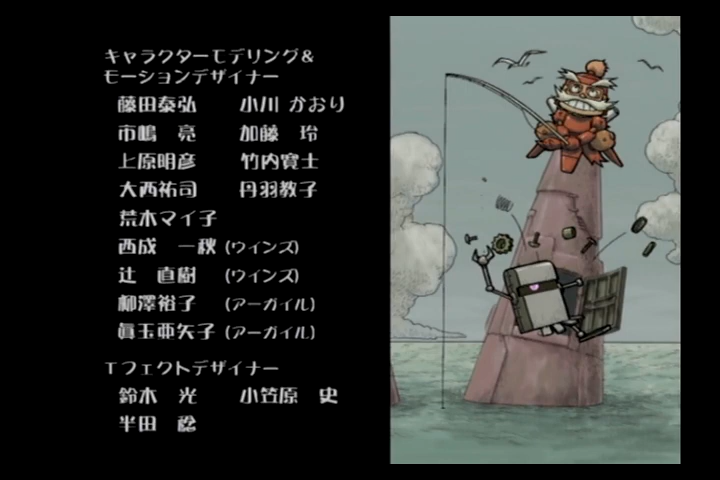 キャラクターモデリング&
モーションデザイナー
藤田泰弘　小川 かおり
市嶋　亮　加藤　玲
上原明彦　竹内寛士
大西祐司　丹羽教子
荒木マイ子
西成　一秋 (ウインズ)
辻　直樹　(ウインズ)
柳澤裕子　(アーガイル)
眞玉亜矢子 (アーガイル)
エフェクトデザイナー
鈴木　光　小笠原　史
半田　稔